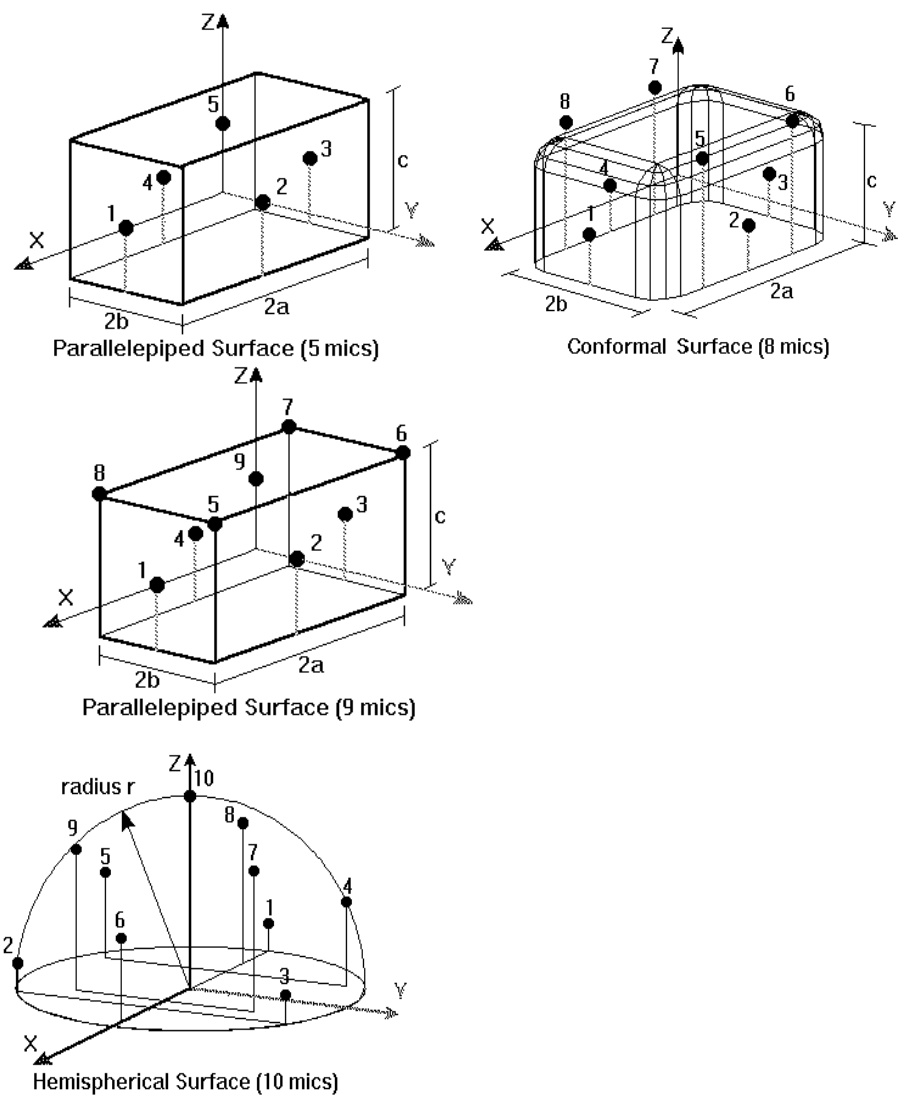 Z
5
3
4
2
1
c
Y
X
2b
2a
Parallelepiped Surface (5 mics)
Z
7
8
6
5
4
3
1
2
c
Y
X
2b
2a
Conformal Surface (8 mics)
Z
7
6
8
9
5
3
4
2
1
c
Y
X
2b
2a
Parallelepiped Surface (9 mics)
Z
10
radius r
8
9
5
7
4
1
6
2
3
Y
X
Hemispherical Surface (10 mics)